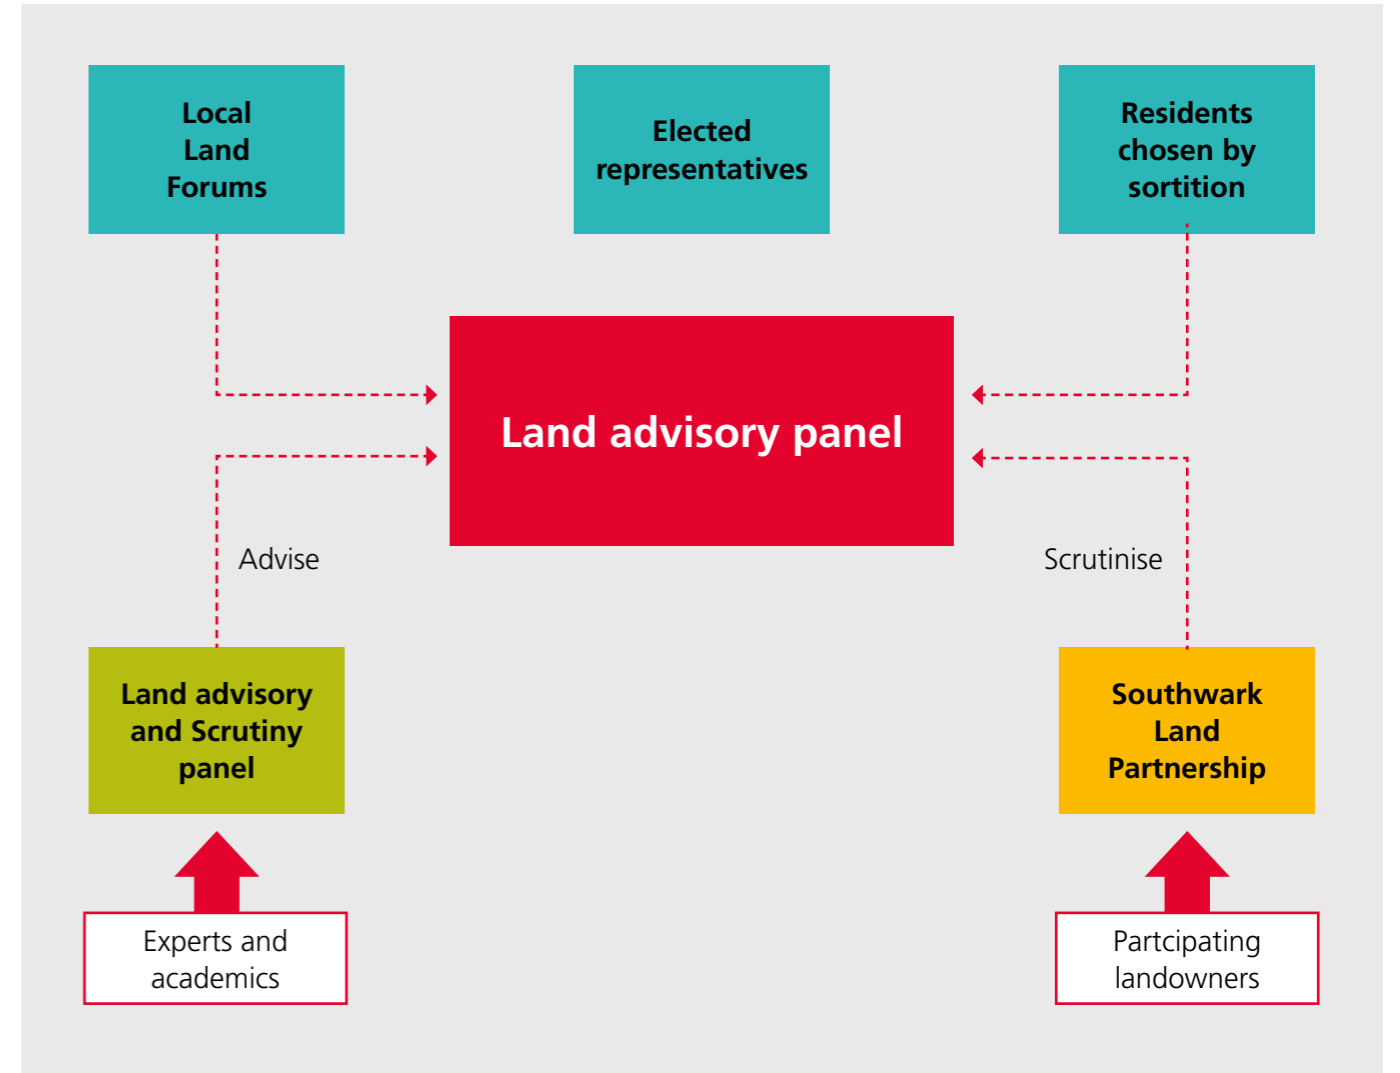 Local
Land
Forums
Elected
representatives
Residents
chosen by
sortition
Land advisory panel
Advise
Scrutinise
Land advisory
and Scrutiny
panel
Southwark
Land
Partnership
Experts and
academics
Partcipating
landowners